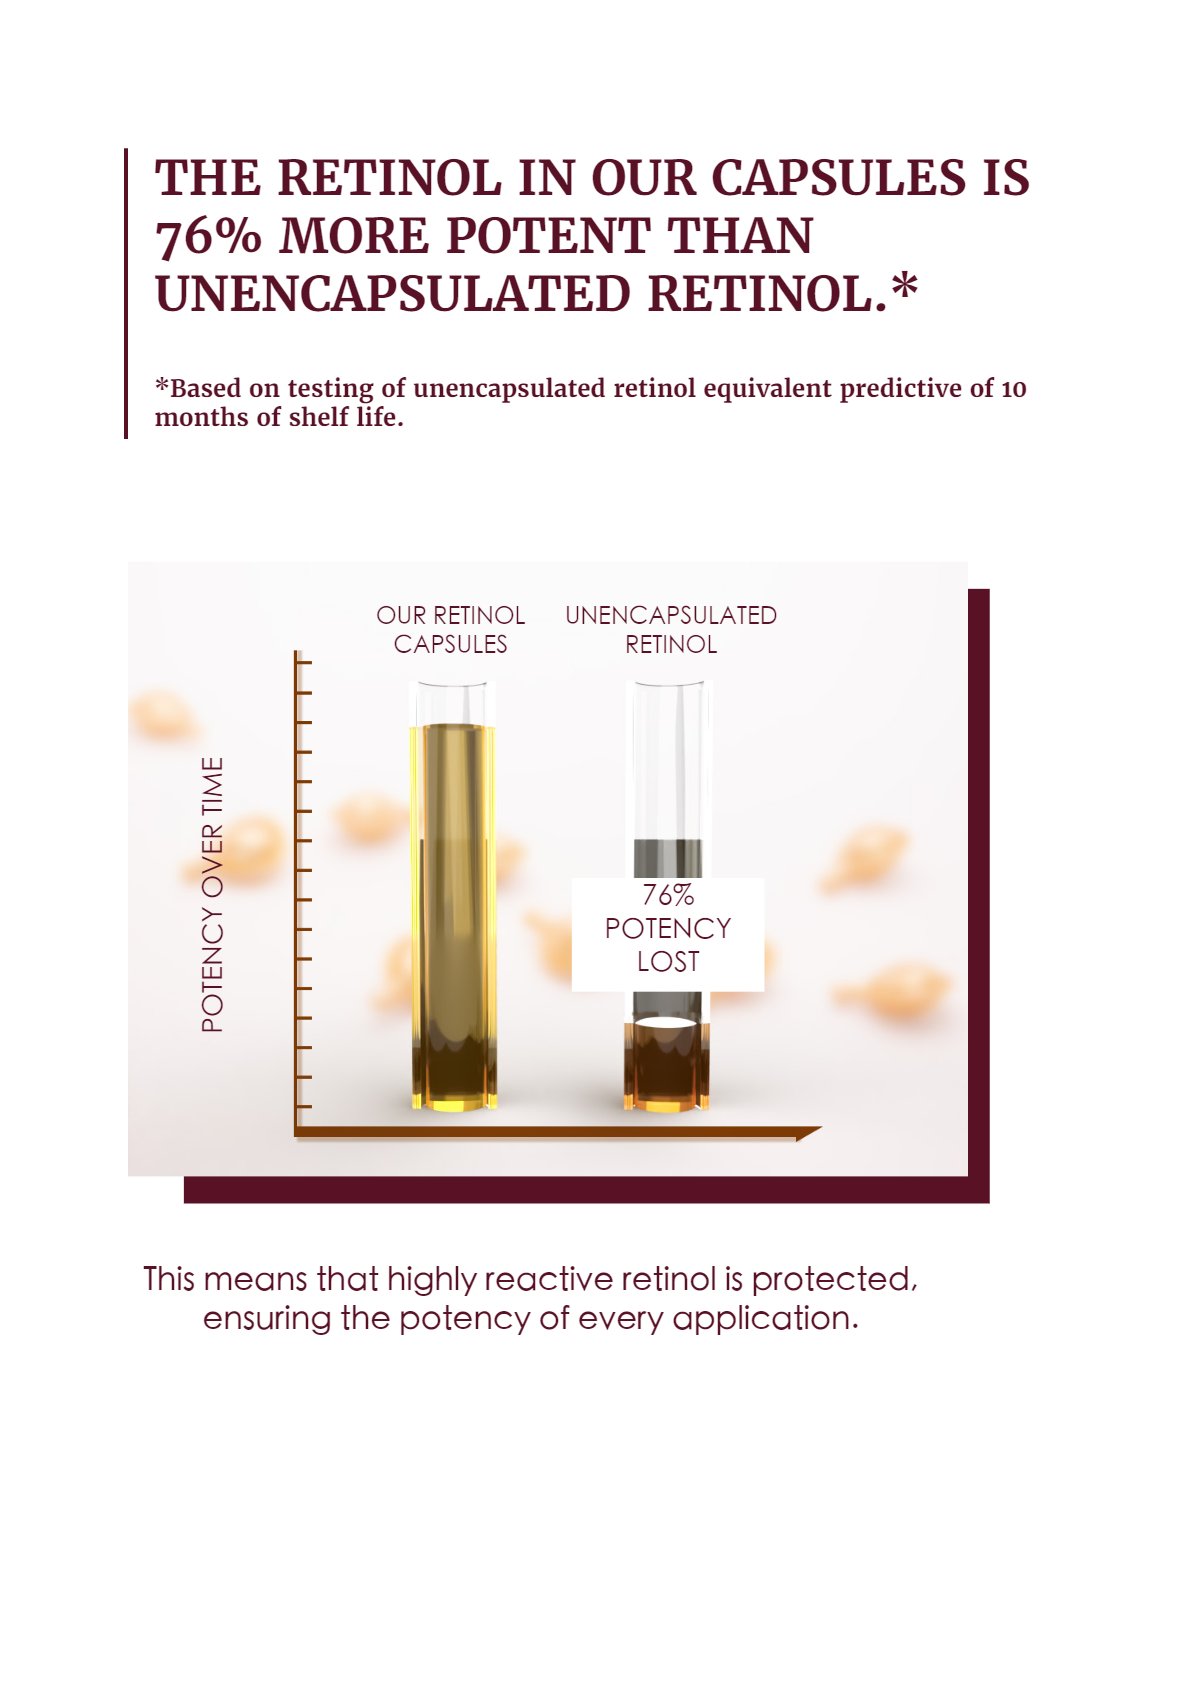 THE RETINOL IN OUR CAPSULES IS
76% MORE POTENT THAN
UNENCAPSULATED RETINOL.*
*Based on testing of unencapsulated retinol equivalent predictive of 10
months of shelf life.
OUR RETINOL
CAPSULES
UNENCAPSULATED
RETINOL
POTENCY OVER TIME
76%
POTENCY
LOST
This means that highly reactive retinol is protected,
ensuring the potency of every application.